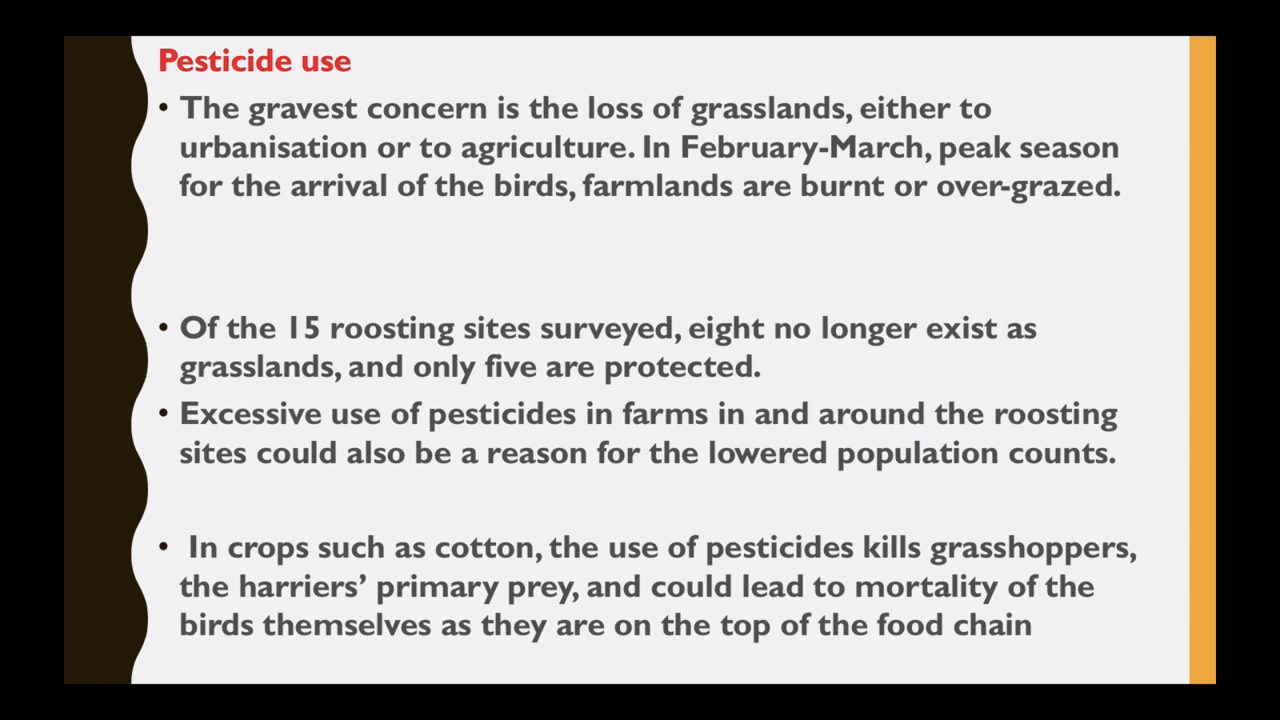 Pesticide use
• The gravest concern is the loss of grasslands, either to
urbanisation or to agriculture. In February-March, peak season
for the arrival of the birds, farmlands are burnt or over-grazed.
• Of the 15 roosting sites surveyed, eight no longer exist as
grasslands, and only five are protected.
• Excessive use of pesticides in farms in and around the roosting
sites could also be a reason for the lowered population counts.
• In crops such as cotton, the use of pesticides kills grasshoppers,
the harriers’ primary prey, and could lead to mortality of the
birds themselves as they are on the top of the food chain